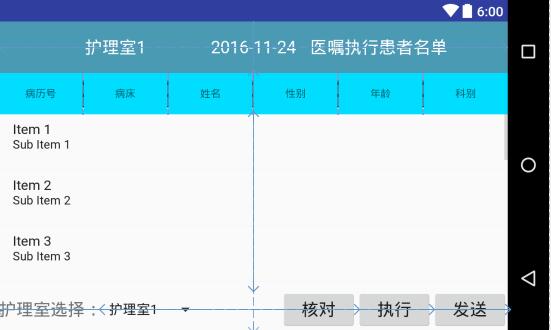 6:00
护理室1 2016-11-24 医嘱执行患者名单
病历号 病床 姓名 性别 年龄 科别
Item 1
Sub Item 1
Item 2
Sub Item 2
Item 3
Sub Item 3
护理室选择： 护理室1 核对 执行 发送